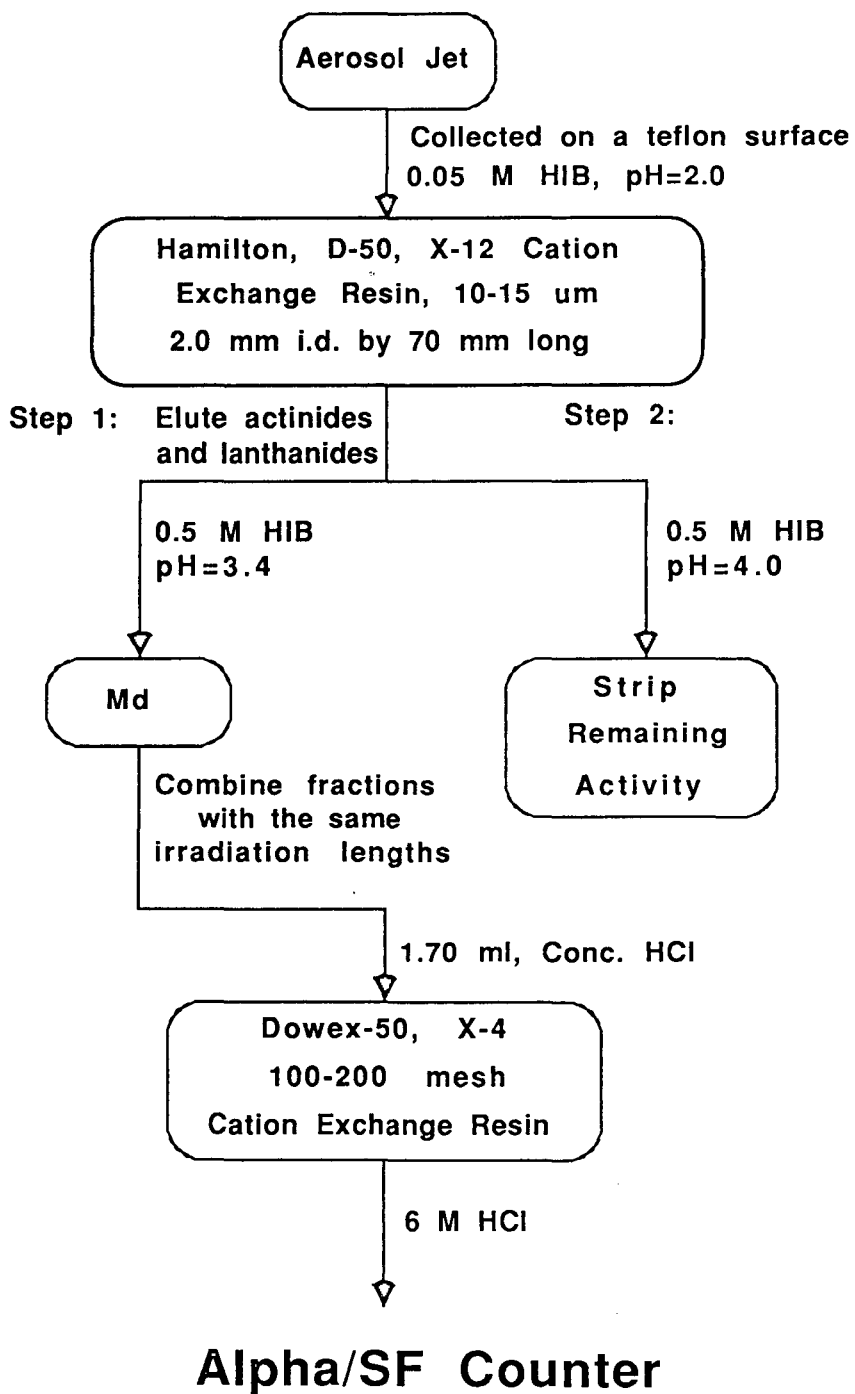 Aerosol Jet
Collected on a teflon surface
0.05 M HIB, pH=2.0
Hamilton, D-50, X-12 Cation
Exchange Resin, 10-15 um
2.0 mm i.d. by 70 mm long
Step 1: Elute actinides
and lanthanides
Step 2:
0.5 M HIB
pH=3.4
0.5 M HIB
pH=4.0
Md
Strip
Remaining
Activity
Combine fractions
with the same
irradiation lengths
1.70 ml, Conc. HCl
Dowex-50, X-4
100-200 mesh
Cation Exchange Resin
6 M HCl
Alpha/SF Counter